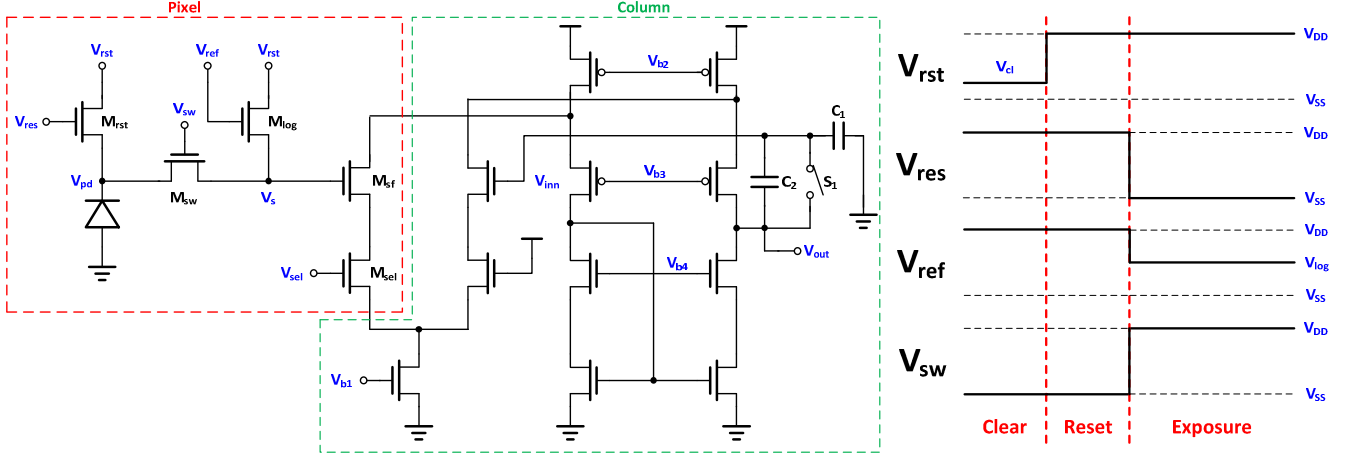 Pixel
Column
Vrst
Vref
Vrst
Vb2
Vres
Mrst
Vsw
Mlog
C1
Vpd
Msw
Vs
Msf
Vinn
Vb3
C2
S1
Vsel
Msel
Vb4
Vout
Vb1
Vrst
Vcl
VDD
VSS
Vres
VDD
VSS
Vref
VDD
Vlog
VSS
Vsw
VDD
VSS
Clear
Reset
Exposure